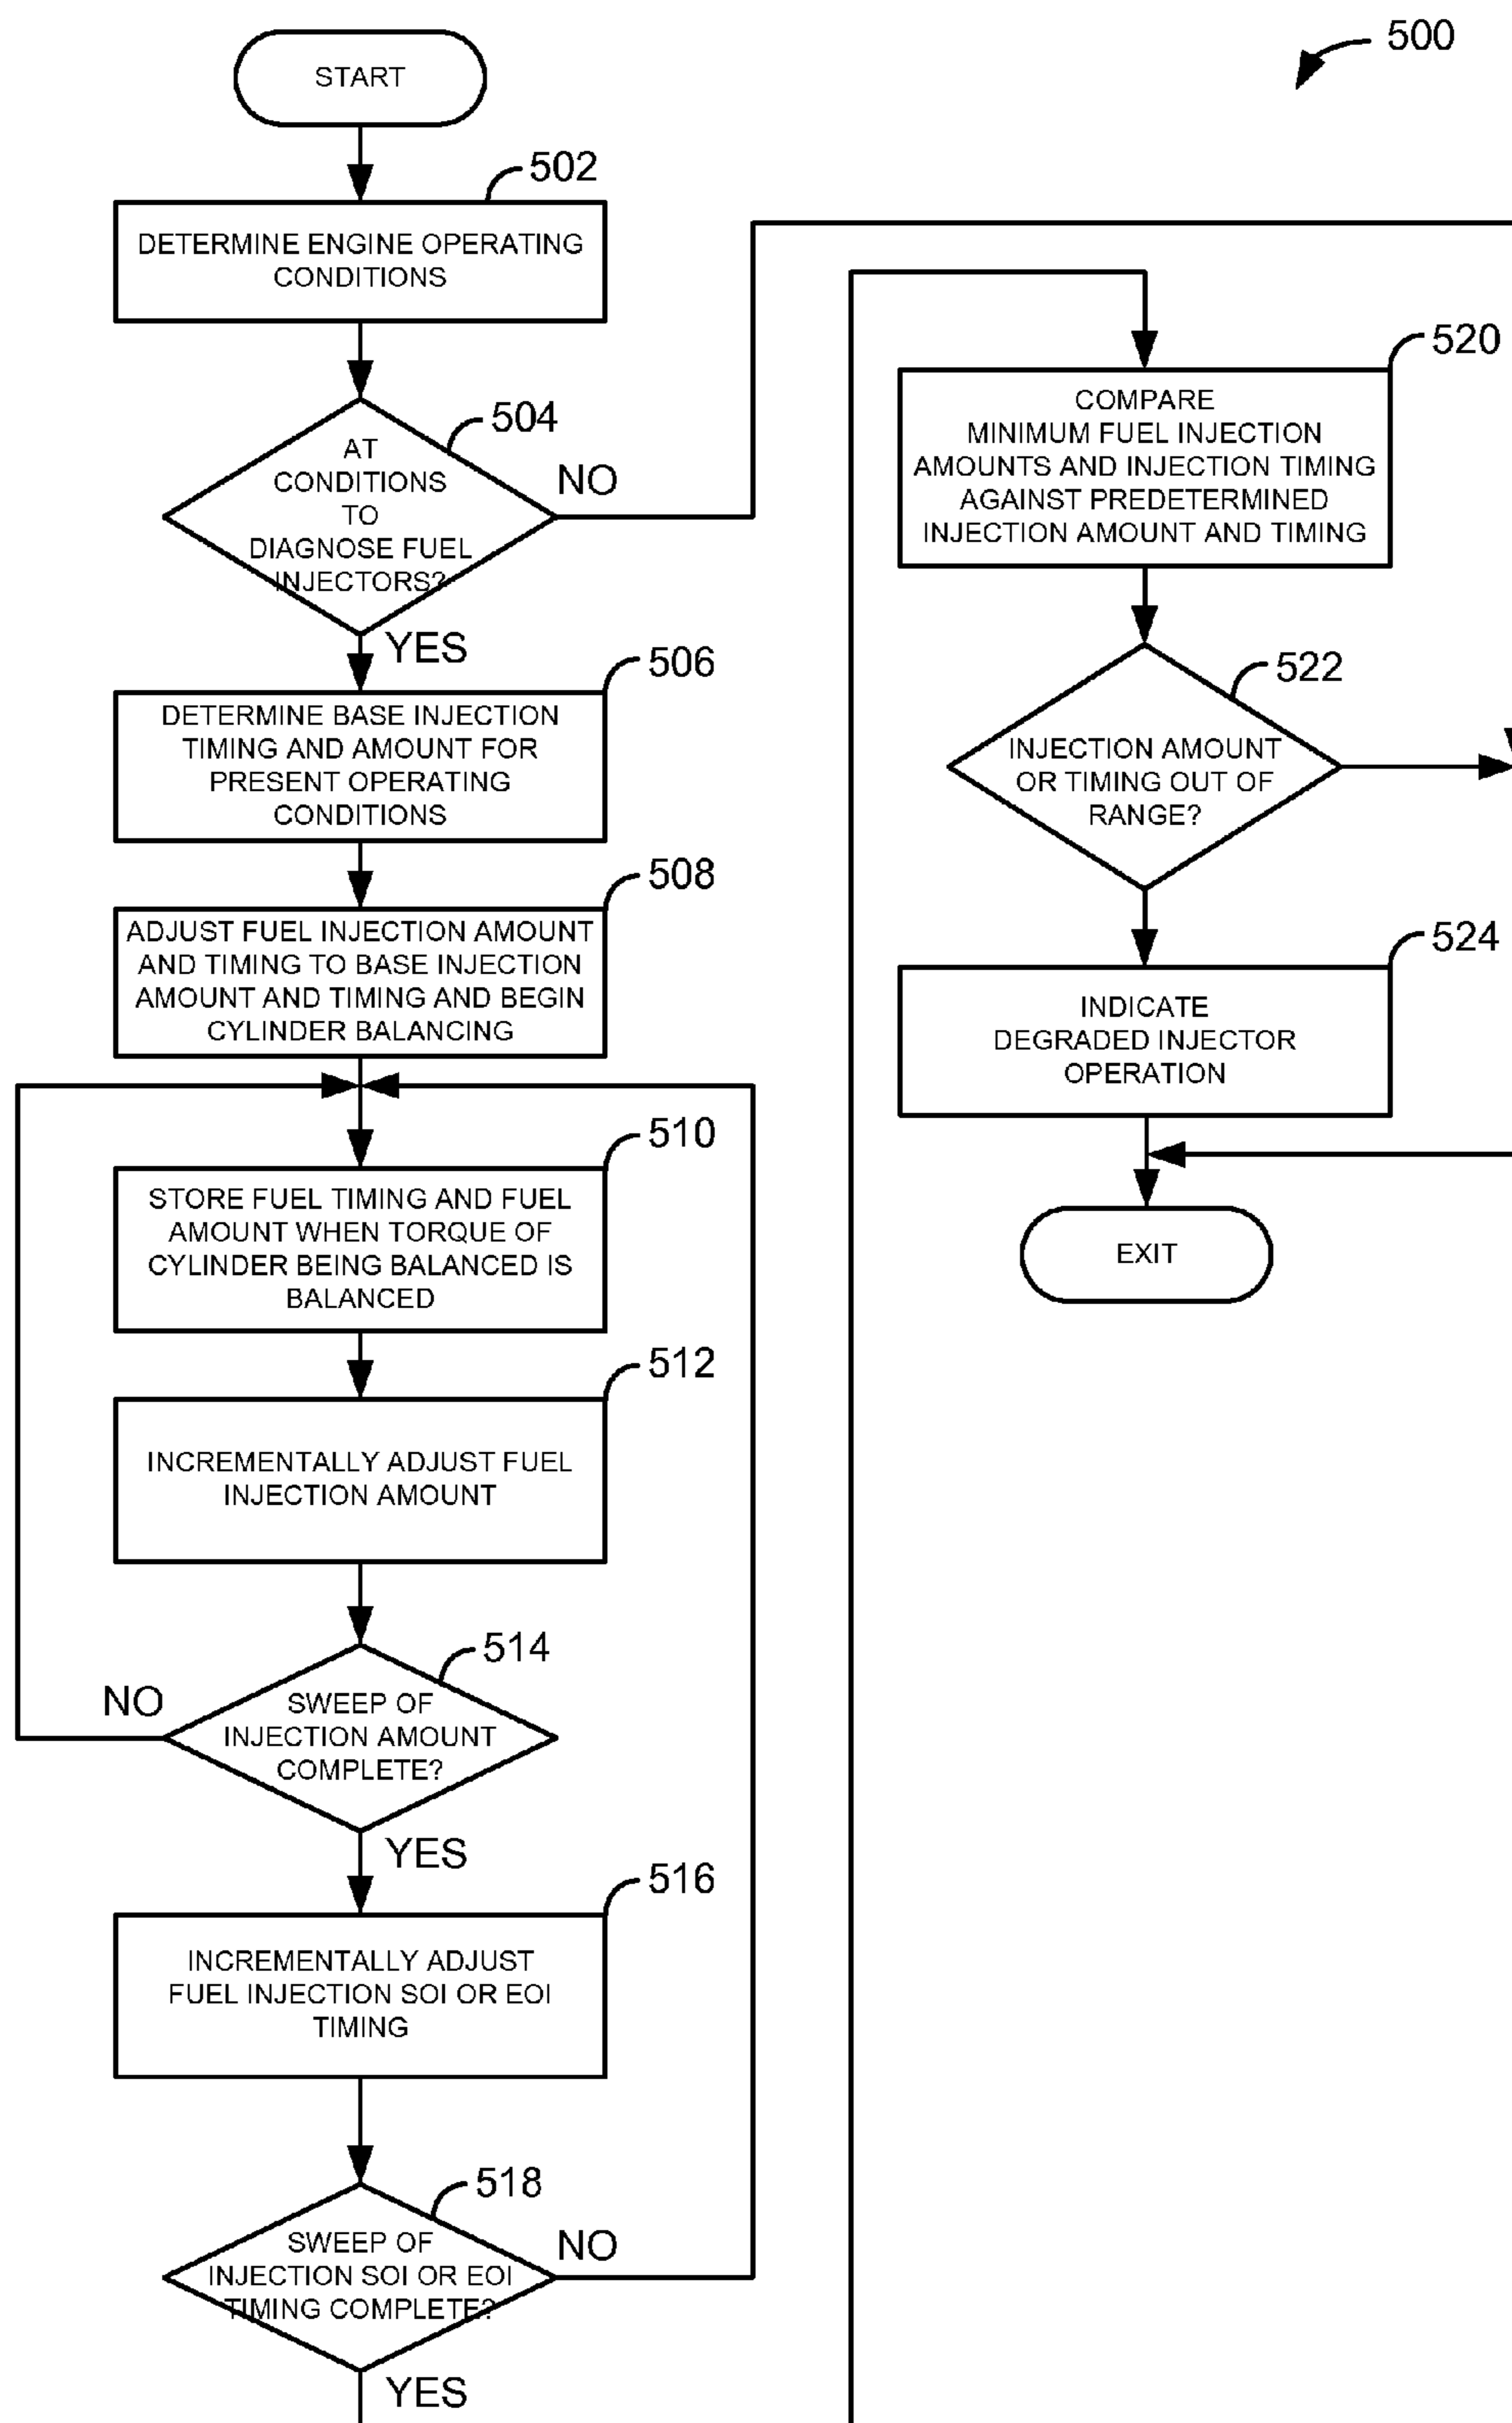 START
500
502
DETERMINE ENGINE OPERATING
CONDITIONS
504
AT
CONDITIONS
TO
DIAGNOSE FUEL
INJECTORS?
NO
YES
506
DETERMINE BASE INJECTION
TIMING AND AMOUNT FOR
PRESENT OPERATING
CONDITIONS
508
ADJUST FUEL INJECTION AMOUNT
AND TIMING TO BASE INJECTION
AMOUNT AND TIMING AND BEGIN
CYLINDER BALANCING
510
STORE FUEL TIMING AND FUEL
AMOUNT WHEN TORQUE OF
CYLINDER BEING BALANCED IS
BALANCED
512
INCREMENTALLY ADJUST FUEL
INJECTION AMOUNT
514
NO
SWEEP OF
INJECTION AMOUNT
COMPLETE?
YES
516
INCREMENTALLY ADJUST
FUEL INJECTION SOI OR EOI
TIMING
518
SWEEP OF
INJECTION SOI OR EOI
TIMING COMPLETE?
NO
YES
520
COMPARE
MINIMUM FUEL INJECTION
AMOUNTS AND INJECTION TIMING
AGAINST PREDETERMINED
INJECTION AMOUNT AND TIMING
522
INJECTION AMOUNT
OR TIMING OUT OF
RANGE?
524
INDICATE
DEGRADED INJECTOR
OPERATION
EXIT